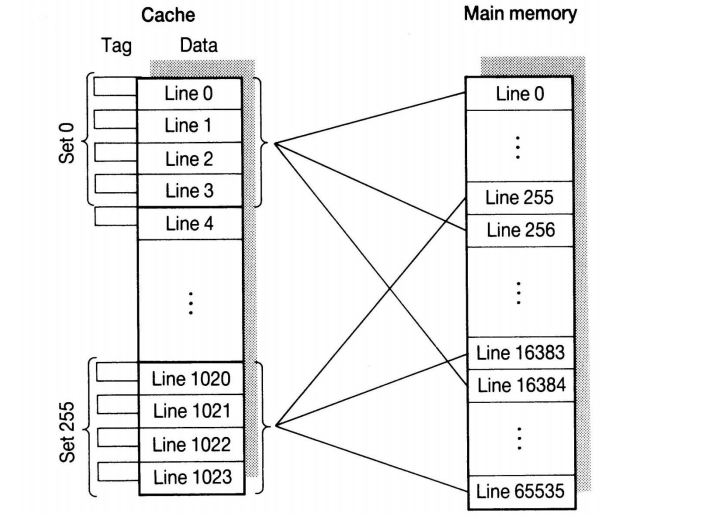 Cache
Main memory
Tag
Data
Set 0
Line 0
Line 1
Line 2
Line 3
Line 4
⋮
Set 255
Line 1020
Line 1021
Line 1022
Line 1023
Line 0
⋮
Line 255
Line 256
⋮
Line 16383
Line 16384
⋮
Line 65535